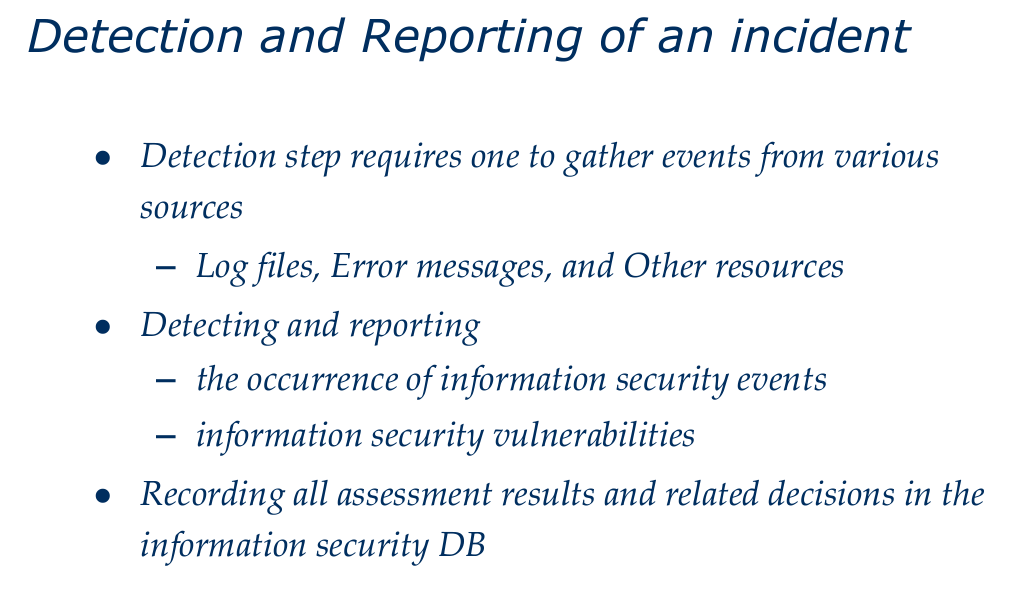 Detection and Reporting of an incident
● Detection step requires one to gather events from various
sources
– Log files, Error messages, and Other resources
● Detecting and reporting
– the occurrence of information security events
– information security vulnerabilities
● Recording all assessment results and related decisions in the
information security DB